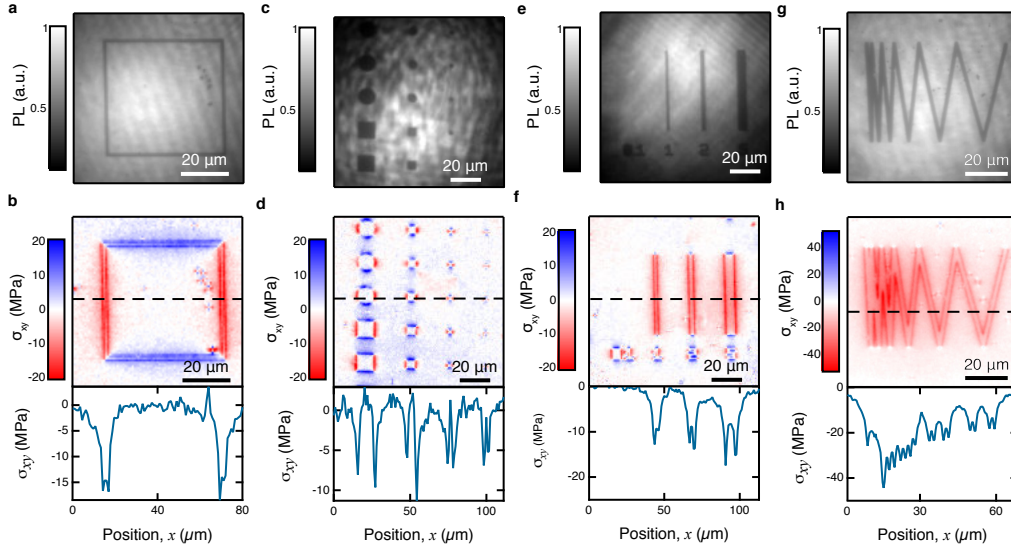 a
c
e
g
1
0.5
PL (a.u.)
20 µm
1
0.5
PL (a.u.)
20 µm
1
0.5
PL (a.u.)
0.1 1 2
20 µm
1
0.5
PL (a.u.)
20 µm
b
d
f
h
20
10
0
-10
-20
σxy (MPa)
20 µm
20
10
0
-10
-20
σxy (MPa)
20 µm
20
10
0
-10
-20
σxy (MPa)
20 µm
40
20
0
-20
-40
σxy (MPa)
20 µm
0
-5
-10
-15
σxy (MPa)
0 40 80
Position, x (µm)
0
-5
-10
σxy (MPa)
0 50 100
Position, x (µm)
0
-10
-20
σxy (MPa)
0 50 100
Position, x (µm)
0
-20
-40
σxy (MPa)
0 30 60
Position, x (µm)